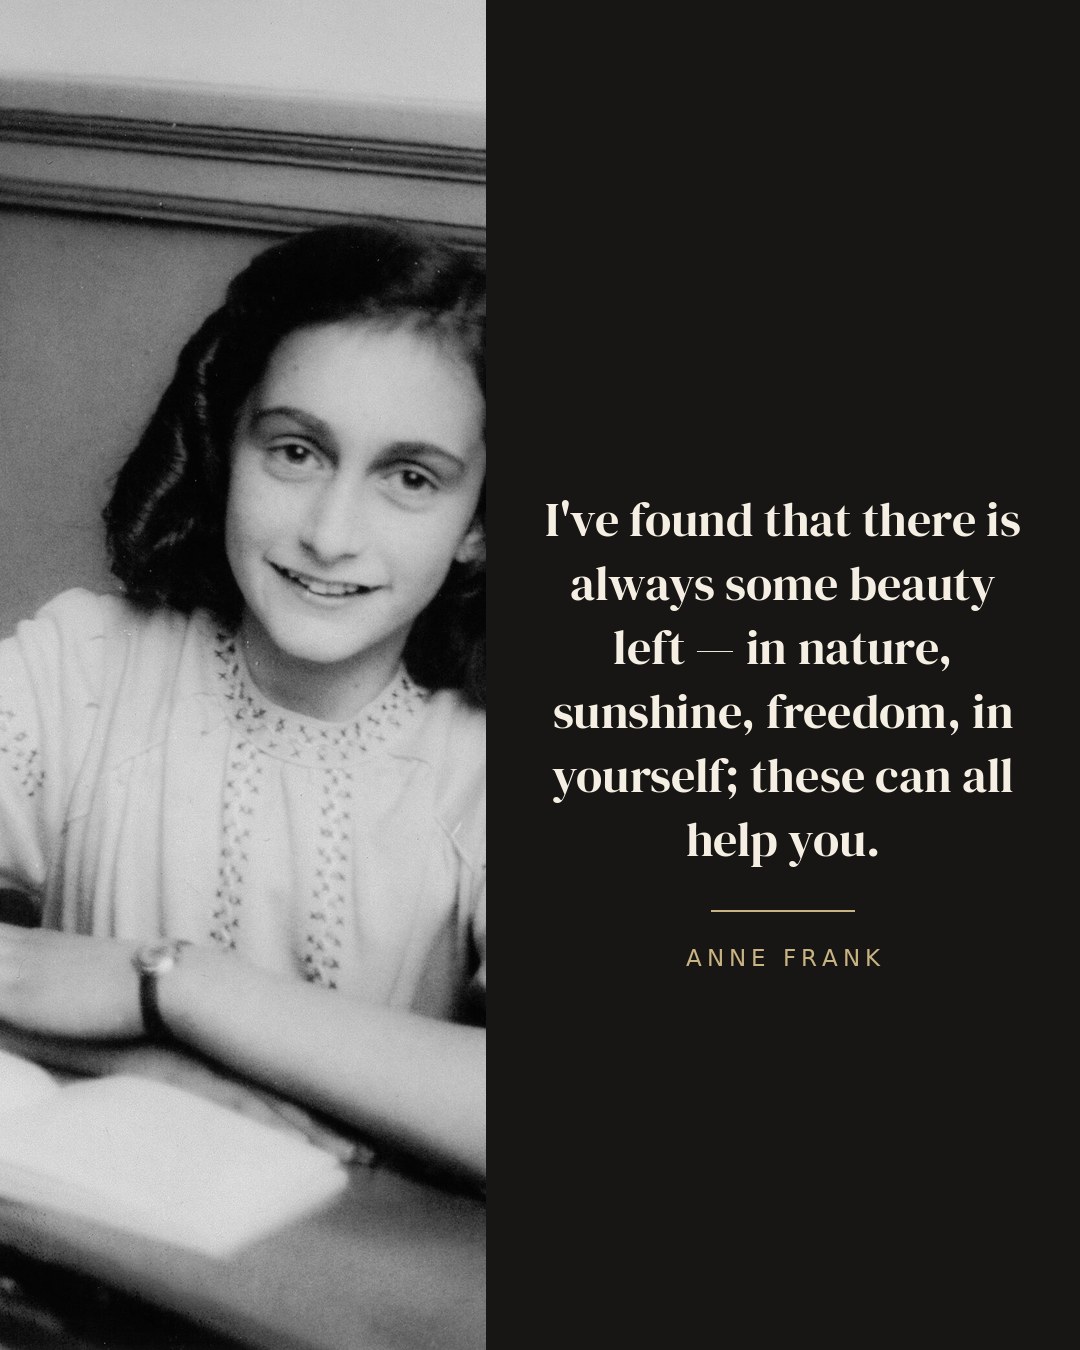 I've found that there is
always some beauty
left — in nature,
sunshine, freedom, in
yourself; these can all
help you.
ANNE FRANK